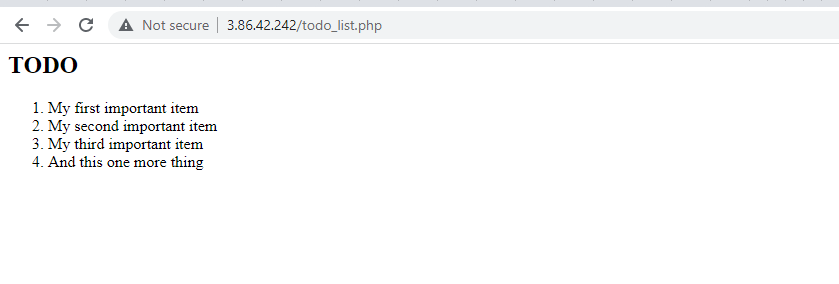 Not secure | 3.86.42.242/todo_list.php
TODO
1. My first important item
2. My second important item
3. My third important item
4. And this one more thing